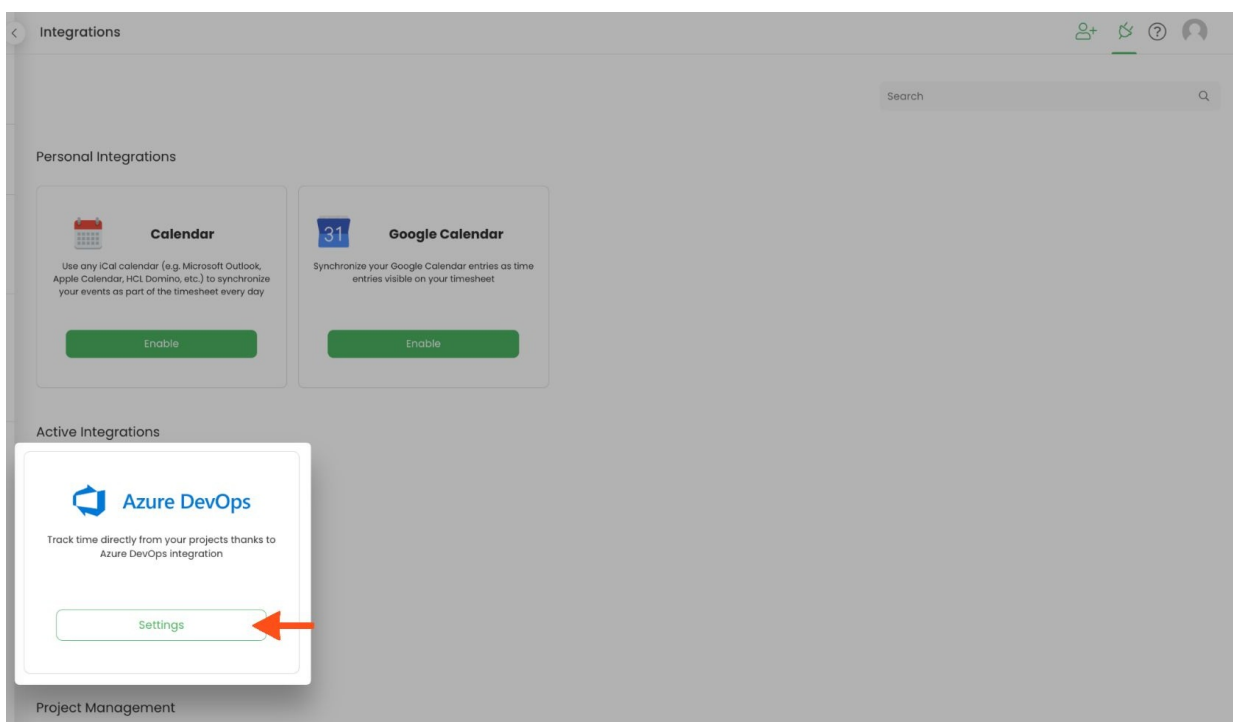 Integrations
Search
Personal Integrations
Calendar
Use any iCal calendar (e.g. Microsoft Outlook,
Apple Calendar, HCL Domino, etc.) to synchronize
your events as part of the timesheet every day
Enable
31
Google Calendar
Synchronize your Google Calendar entries as time
entries visible on your timesheet
Enable
Active Integrations
Azure DevOps
Track time directly from your projects thanks to
Azure DevOps integration
Settings
Project Management